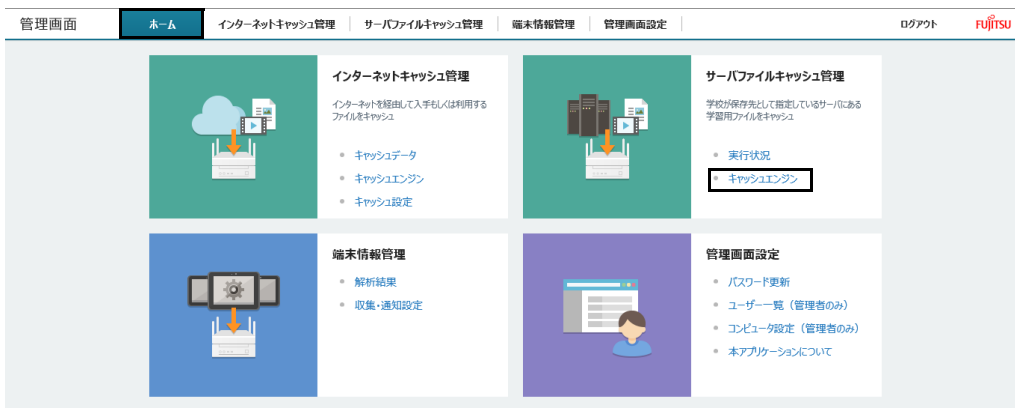 管理画面
ホーム
インターネットキャッシュ管理
サーバファイルキャッシュ管理
端末情報管理
管理画面設定
ログアウト
FUJITSU
インターネットキャッシュ管理
インターネットを経由して入手もしくは利用する
ファイルをキャッシュ
キャッシュデータ
キャッシュエンジン
キャッシュ設定
サーバファイルキャッシュ管理
学校が保存先として指定しているサーバにある
学習用ファイルをキャッシュ
実行状況
キャッシュエンジン
端末情報管理
解析結果
収集・通知設定
管理画面設定
パスワード更新
ユーザー一覧（管理者のみ）
コンピュータ設定（管理者のみ）
本アプリケーションについて